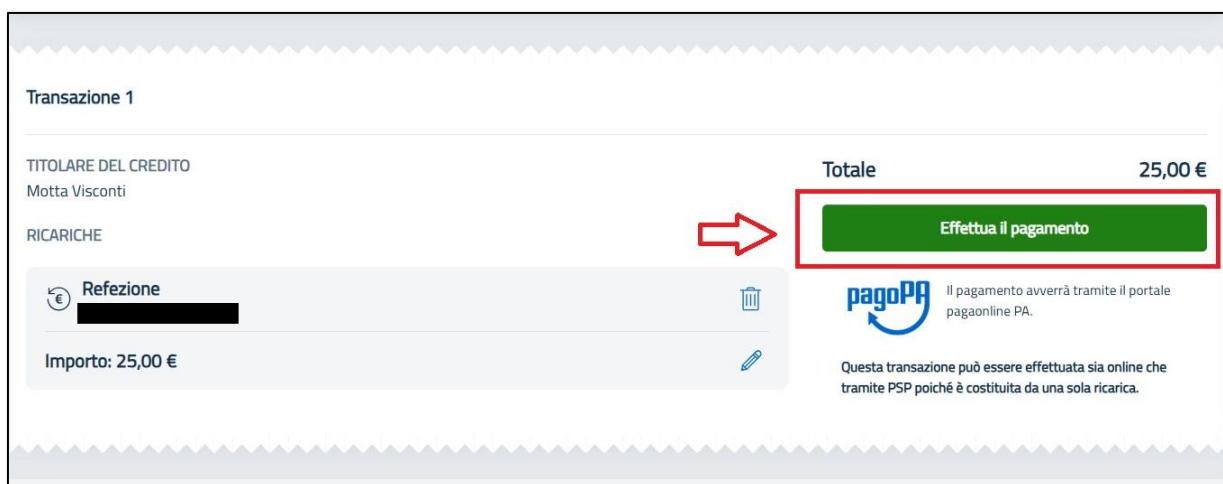 Transazione 1
TITOLARE DEL CREDITO
Motta Visconti
RICARICHE
Refezione
Importo: 25,00 €
Totale 25,00 €
Effettua il pagamento
pagoPA
Il pagamento avverrà tramite il portale
pagaonline PA.
Questa transazione può essere effettuata sia online che
tramite PSP poiché è costituita da una sola ricarica.